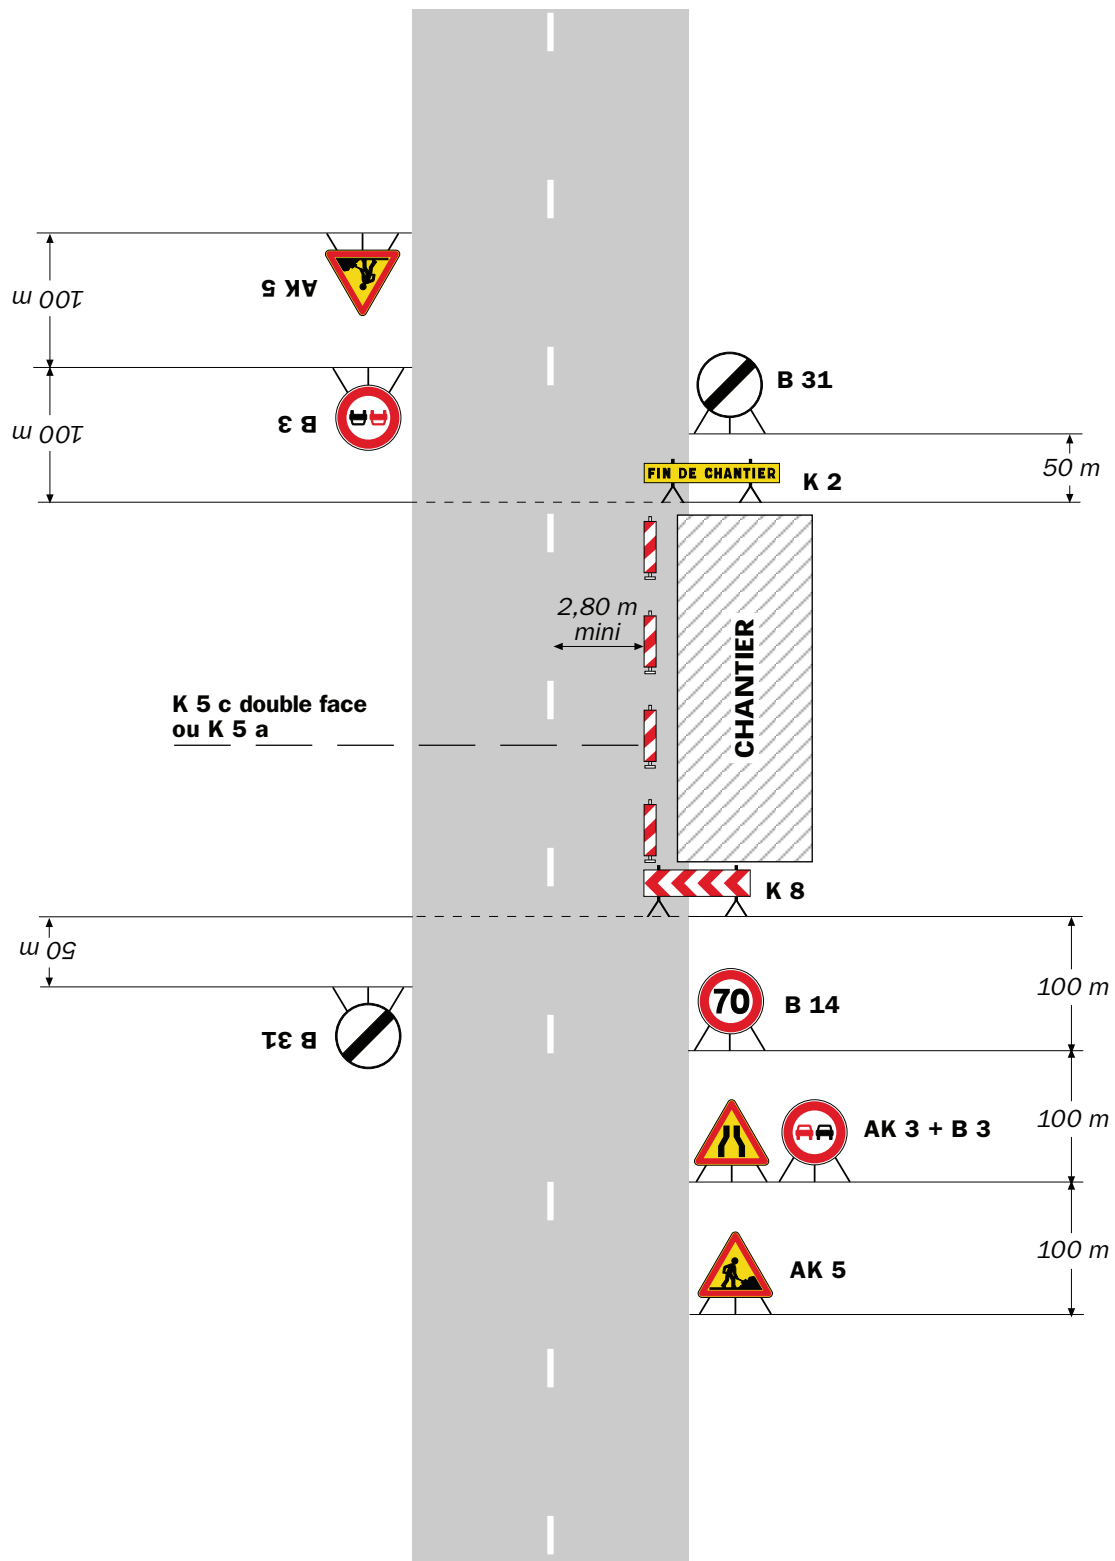 AK 5
100 m
B 3
100 m
B 31
50 m
FIN DE CHANTIER
K 2
2,80 m
mini
CHANTIER
K 5 c double face
ou K 5 a
K 8
50 m
B 31
70
B 14
100 m
AK 3 + B 3
100 m
AK 5
100 m